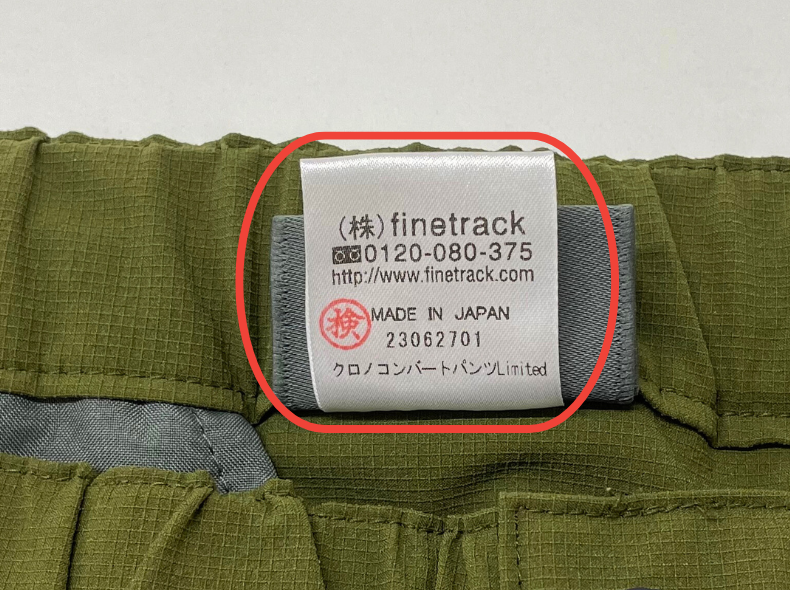 (株)finetrack
0120-080-375
http://www.finetrack.com
検
MADE IN JAPAN
23062701
クロノコンバートパンツLimited